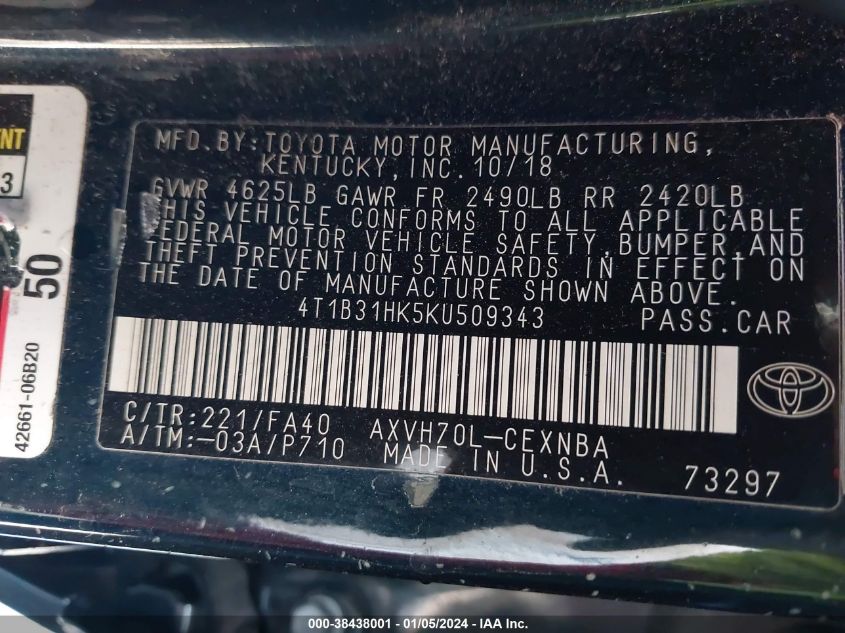 ENT
3
50
42661-06B20
MFD. BY: TOYOTA MOTOR MANUFACTURING,
KENTUCKY, INC. 10/18
GVWR 4625LB GAWR FR 2490LB RR 2420LB
THIS VEHICLE CONFORMS TO ALL APPLICABLE
FEDERAL MOTOR VEHICLE SAFETY, BUMPER, AND
THEFT PREVENTION STANDARDS IN EFFECT ON
THE DATE OF MANUFACTURE SHOWN ABOVE.
4T1B31HK5KU509343 PASS.CAR
C/TR:221/FA40 AXVH70L-CEXNBA
A/TM:-03A/P710 MADE IN U.S.A. 73297
000-38438001 - 01/05/2024 - IAA Inc.